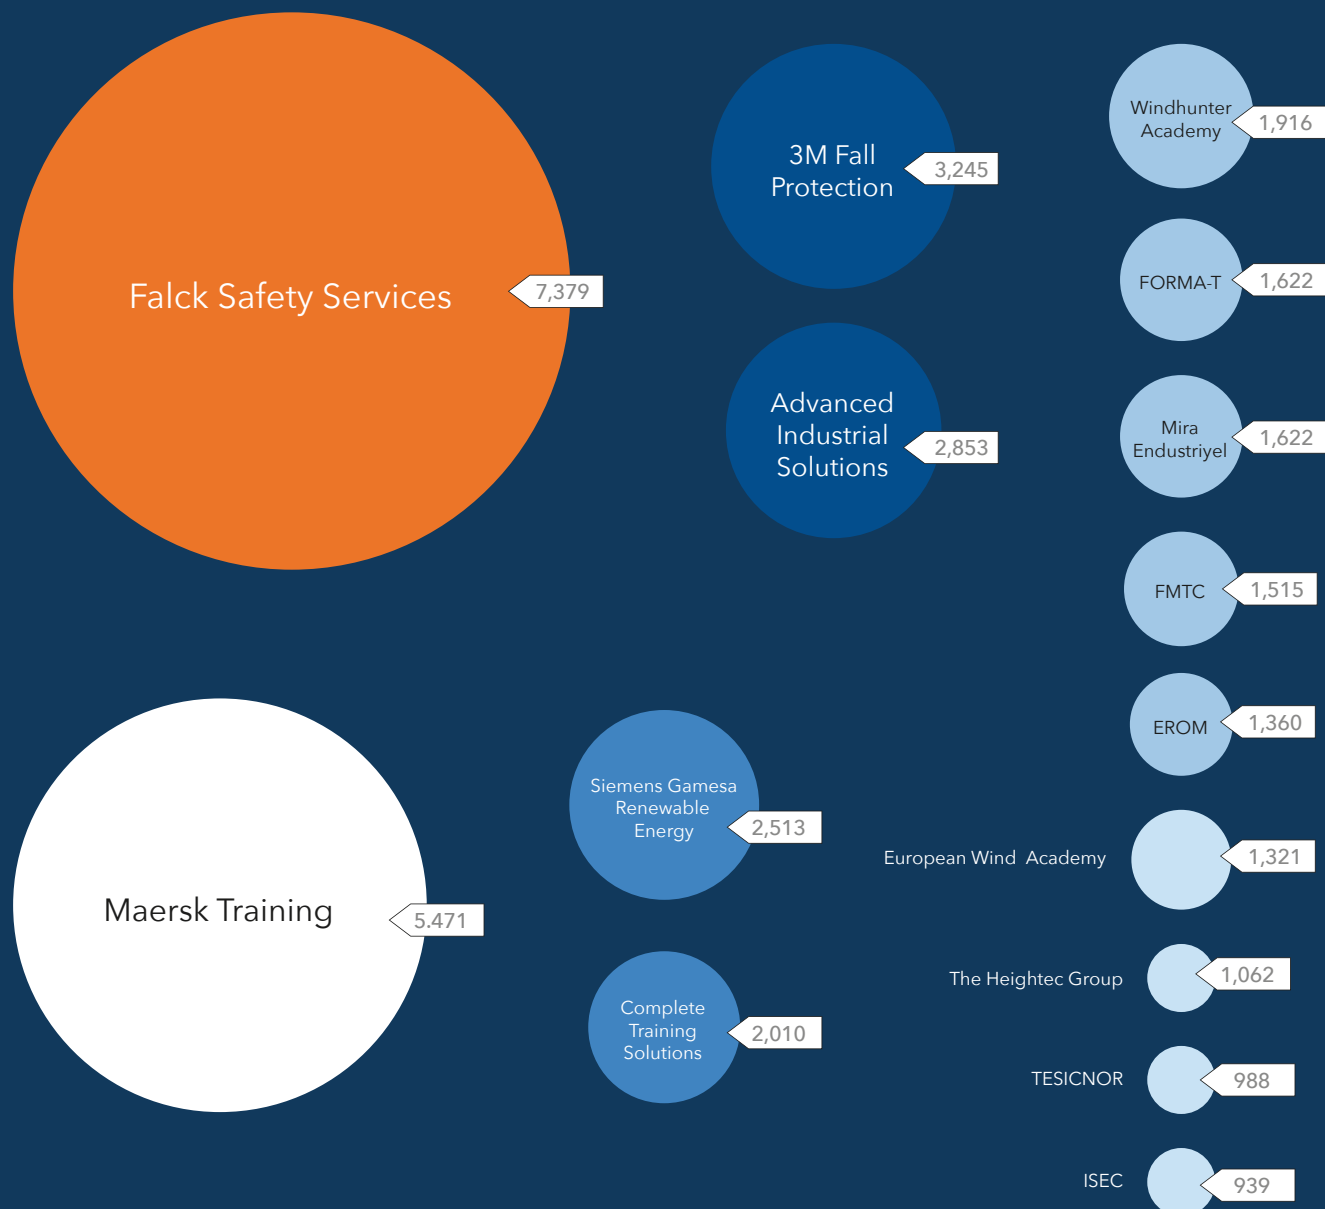 Falck Safety Services
7,379
3M Fall
Protection
3,245
Advanced
Industrial
Solutions
2,853
Maersk Training
5.471
Siemens Gamesa
Renewable
Energy
2,513
Complete
Training
Solutions
2,010
Windhunter
Academy
1,916
FORMA-T
1,622
Mira
Endustriyel
1,622
FMTC
1,515
EROM
1,360
European Wind Academy
1,321
The Heightec Group
1,062
TESICNOR
988
ISEC
939